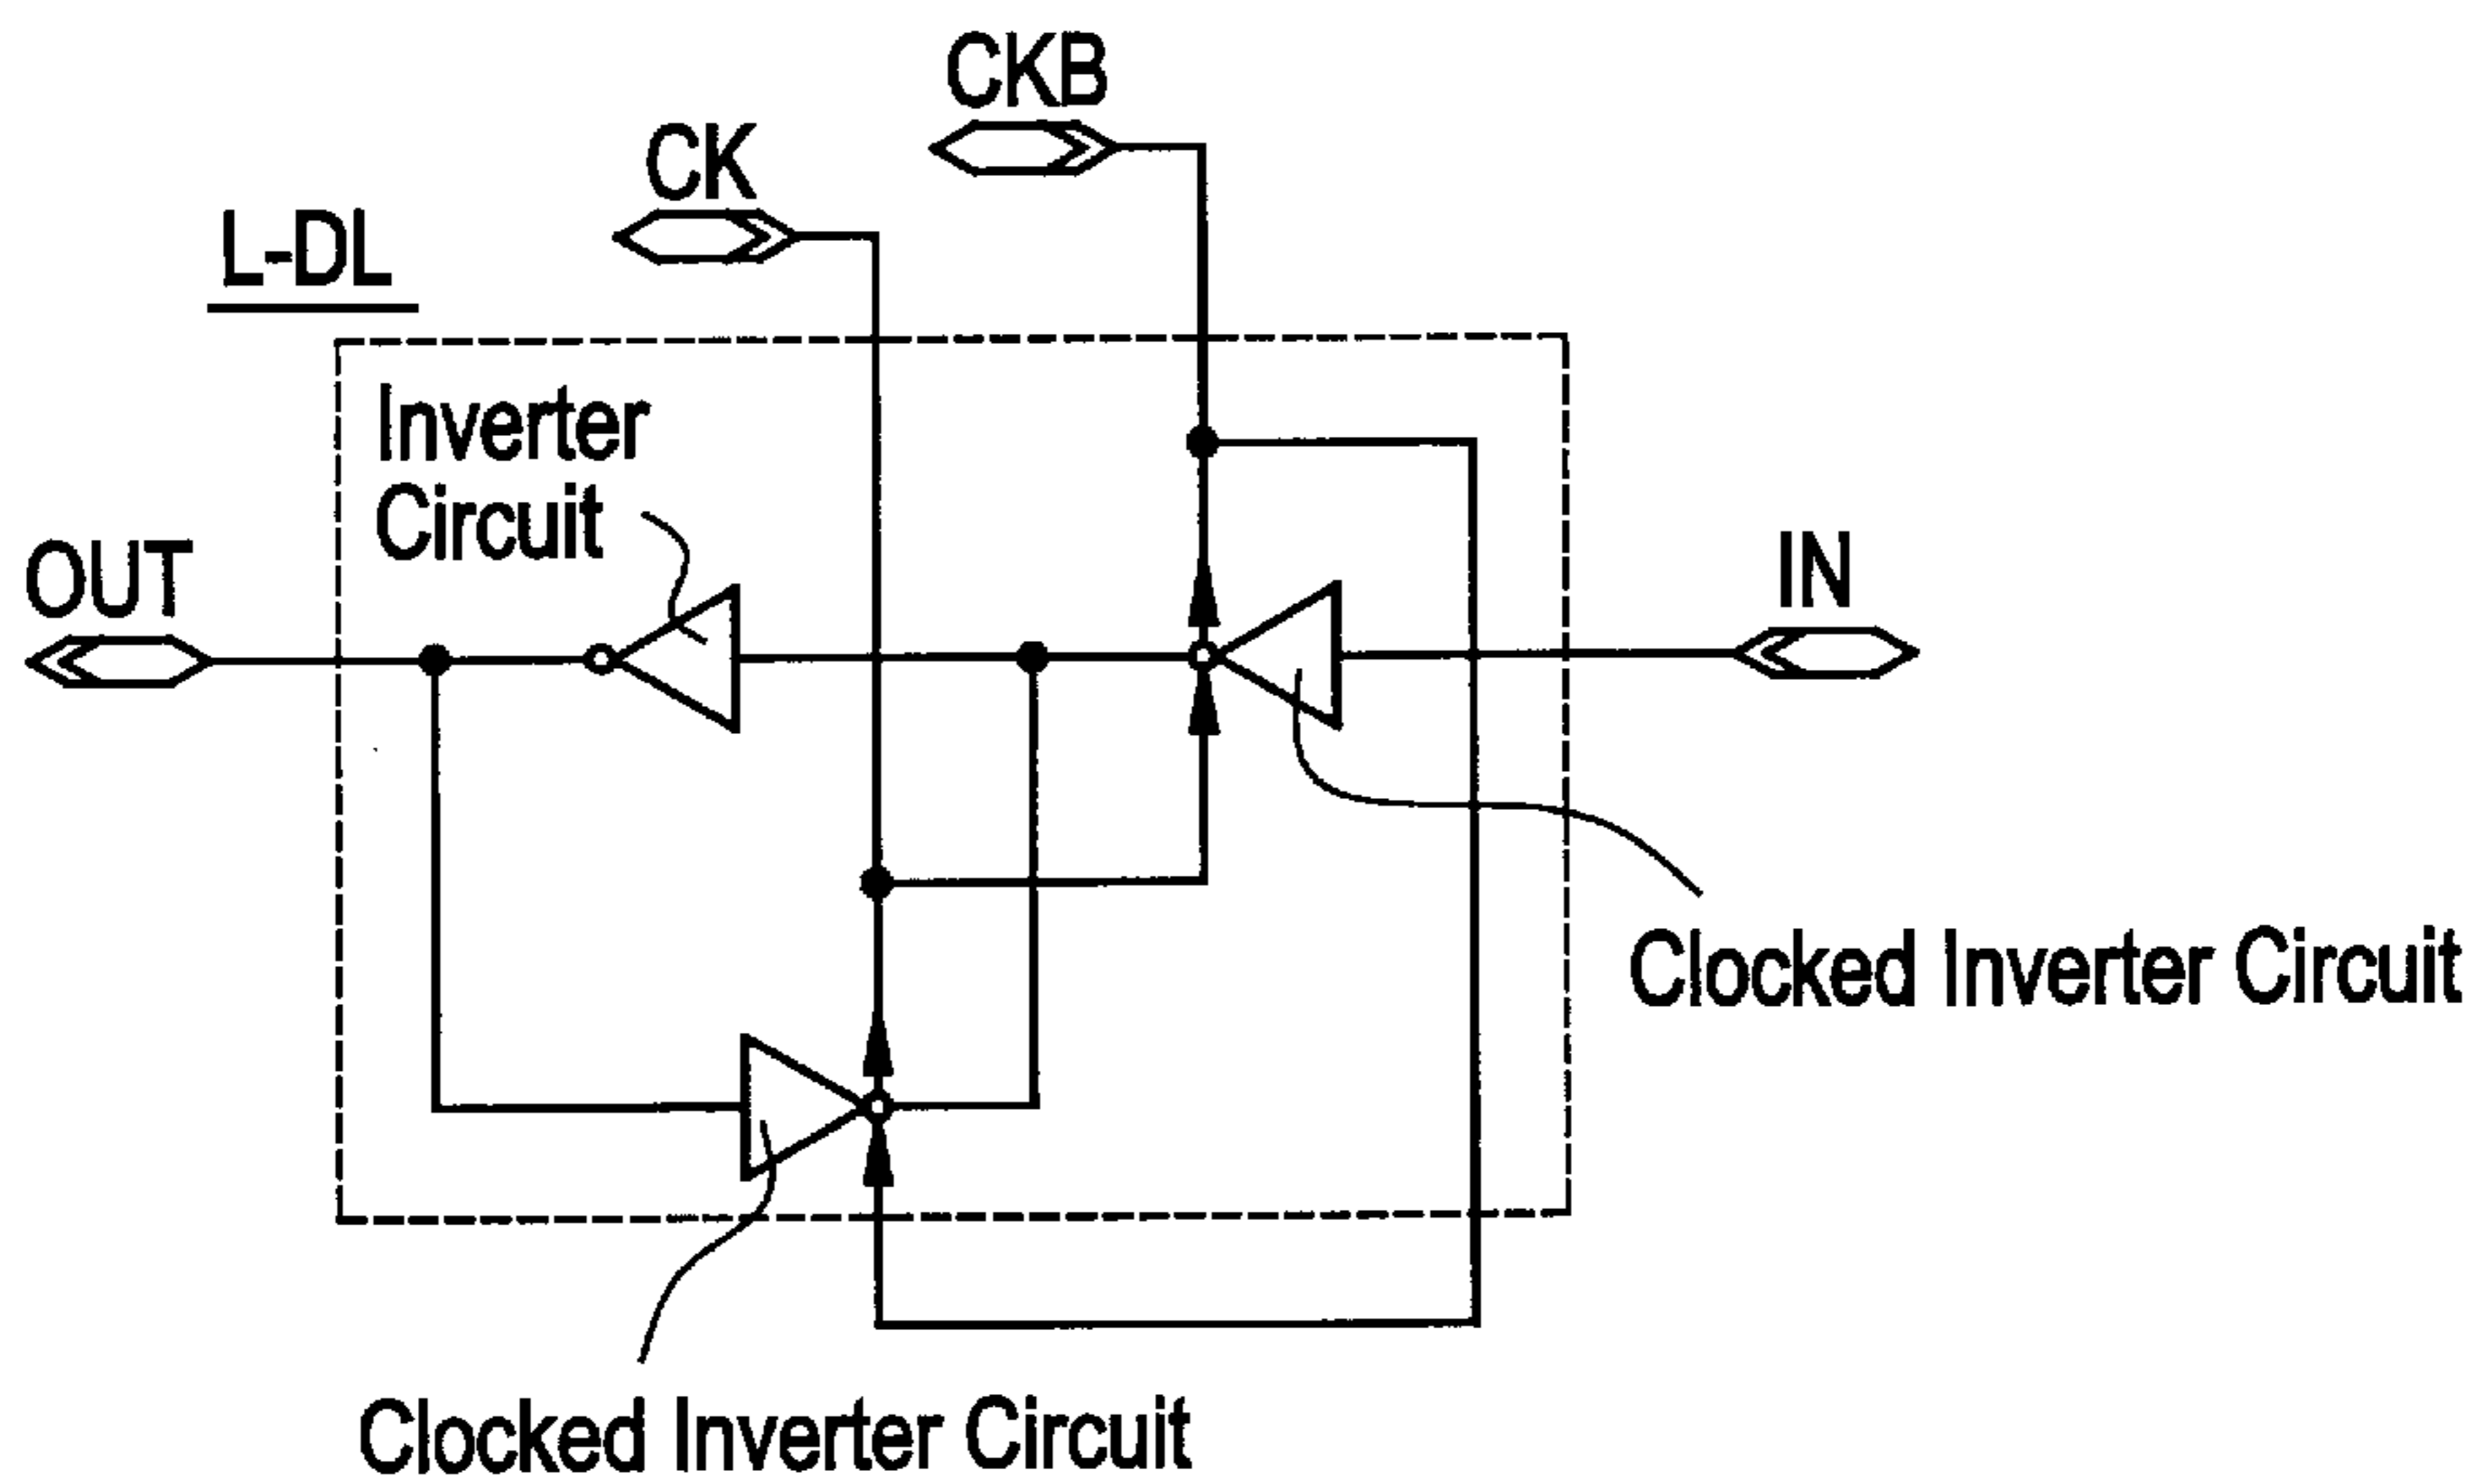 CKB
CK
L-DL
Inverter
Circuit
OUT
IN
Clocked Inverter Circuit
Clocked Inverter Circuit